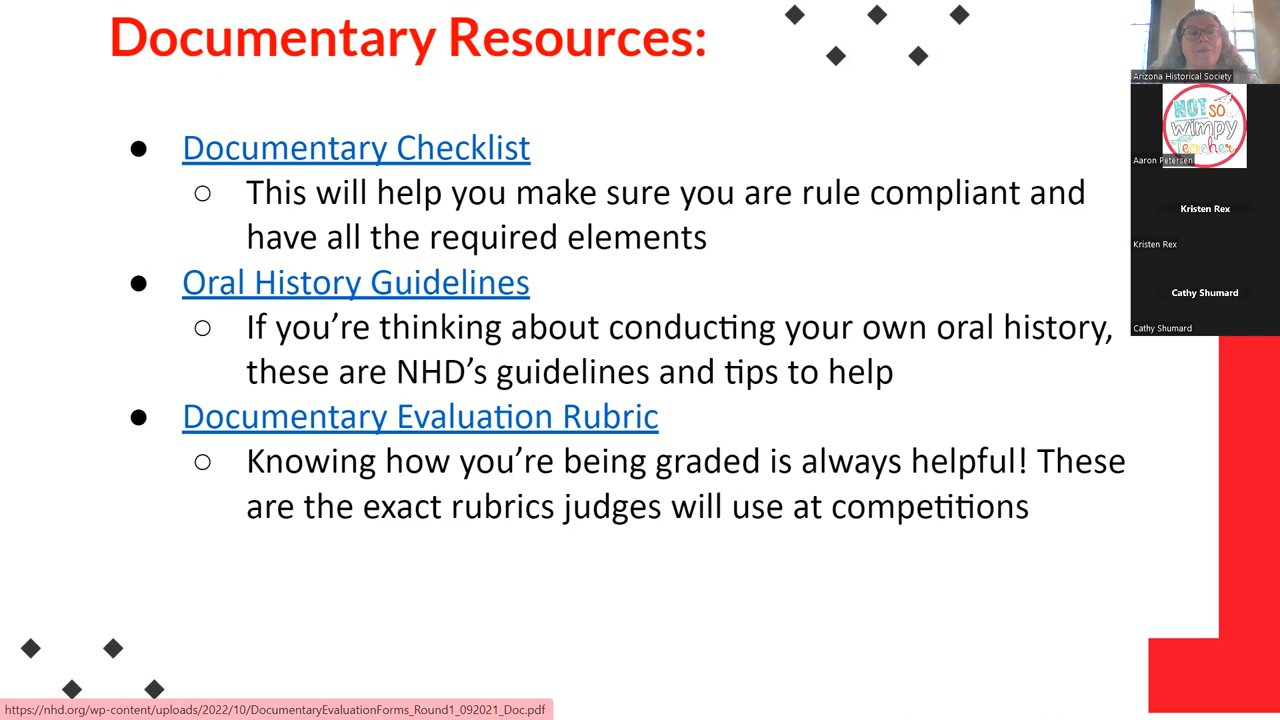 Documentary Resources:
● Documentary Checklist
○ This will help you make sure you are rule compliant and
have all the required elements
● Oral History Guidelines
○ If you’re thinking about conducting your own oral history,
these are NHD’s guidelines and tips to help
● Documentary Evaluation Rubric
○ Knowing how you’re being graded is always helpful! These
are the exact rubrics judges will use at competitions
Arizona Historical Society
NOT SO
wimpy
Teacher
Aaron Petersen
Kristen Rex
Kristen Rex
Cathy Shumard
Cathy Shumard
https://nhd.org/wp-content/uploads/2022/10/DocumentaryEvaluationForms_Round1_092021_Doc.pdf